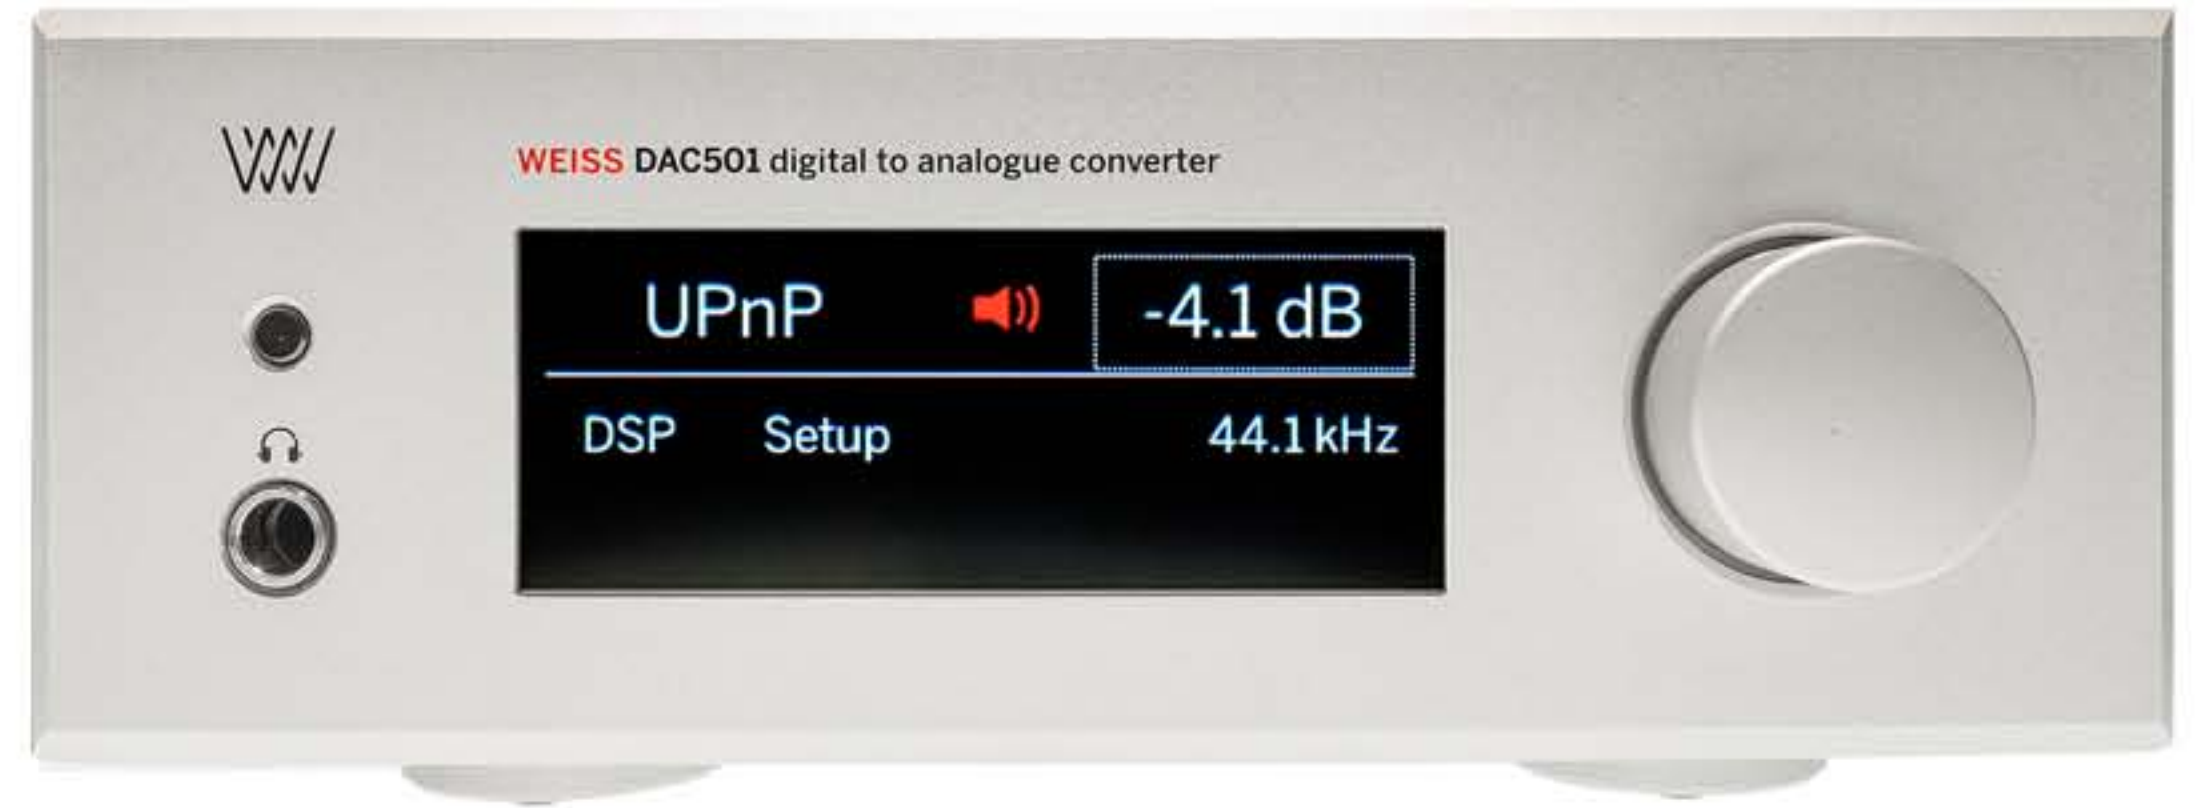 WEISS DAC501 digital to analogue converter
UPnP -4.1 dB
DSP Setup 44.1 kHz